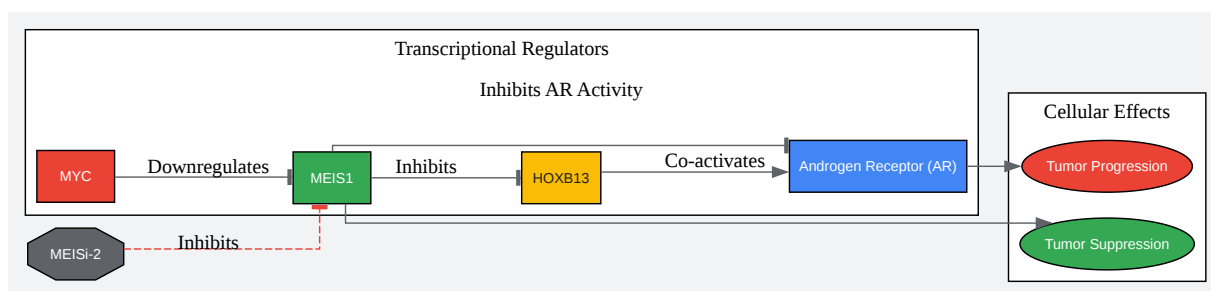 Transcriptional Regulators
Inhibits AR Activity
Cellular Effects
MYC
Downregulates
MEIS1
Inhibits
HOXB13
Co-activates
Androgen Receptor (AR)
Tumor Progression
MEISi-2
Inhibits
Tumor Suppression